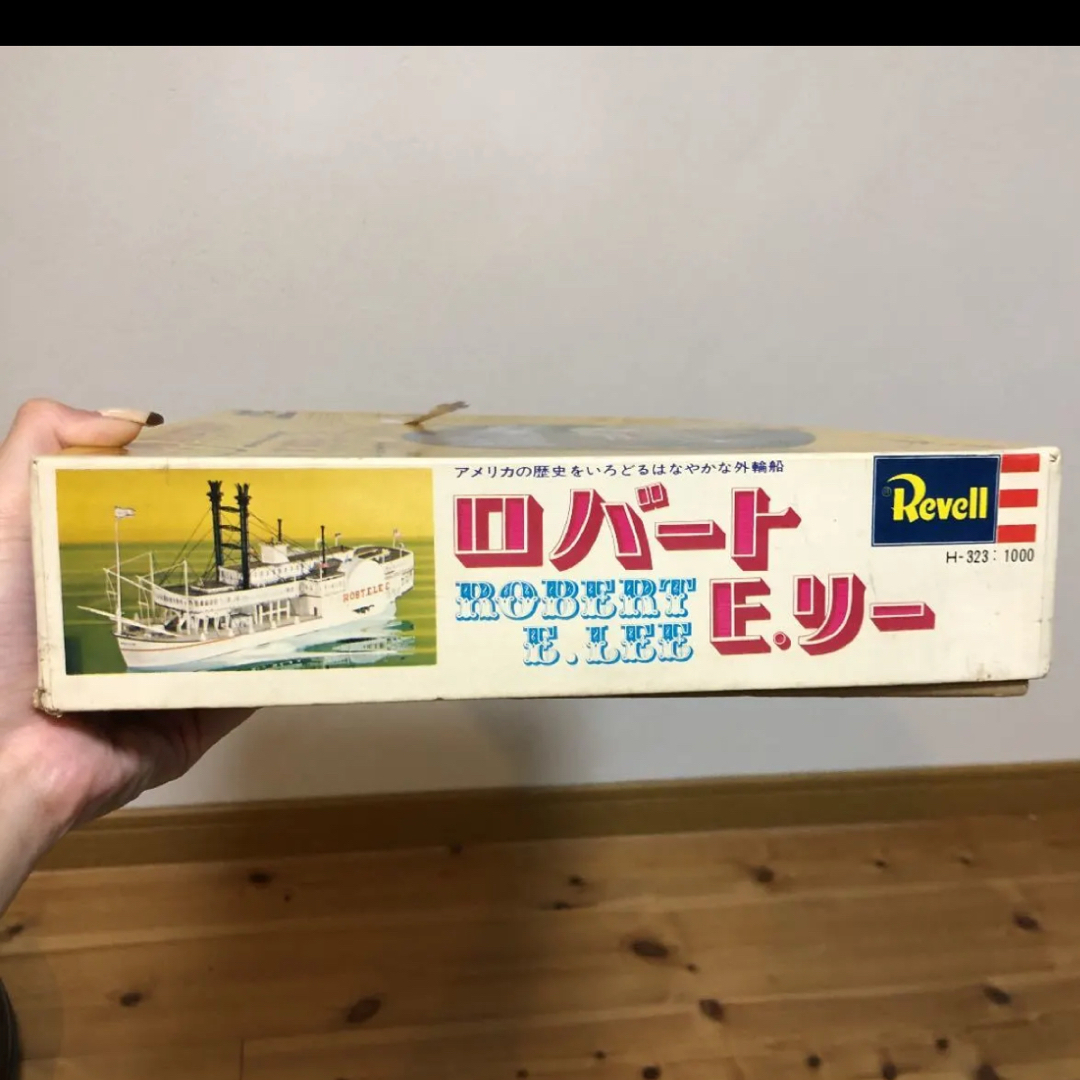 アメリカの歴史をいろどるはなやかな外輪船
ロバート
E.リー
ROBERT
E.LEE
Revell
®
H-323:1000
ROBT.E.LEE